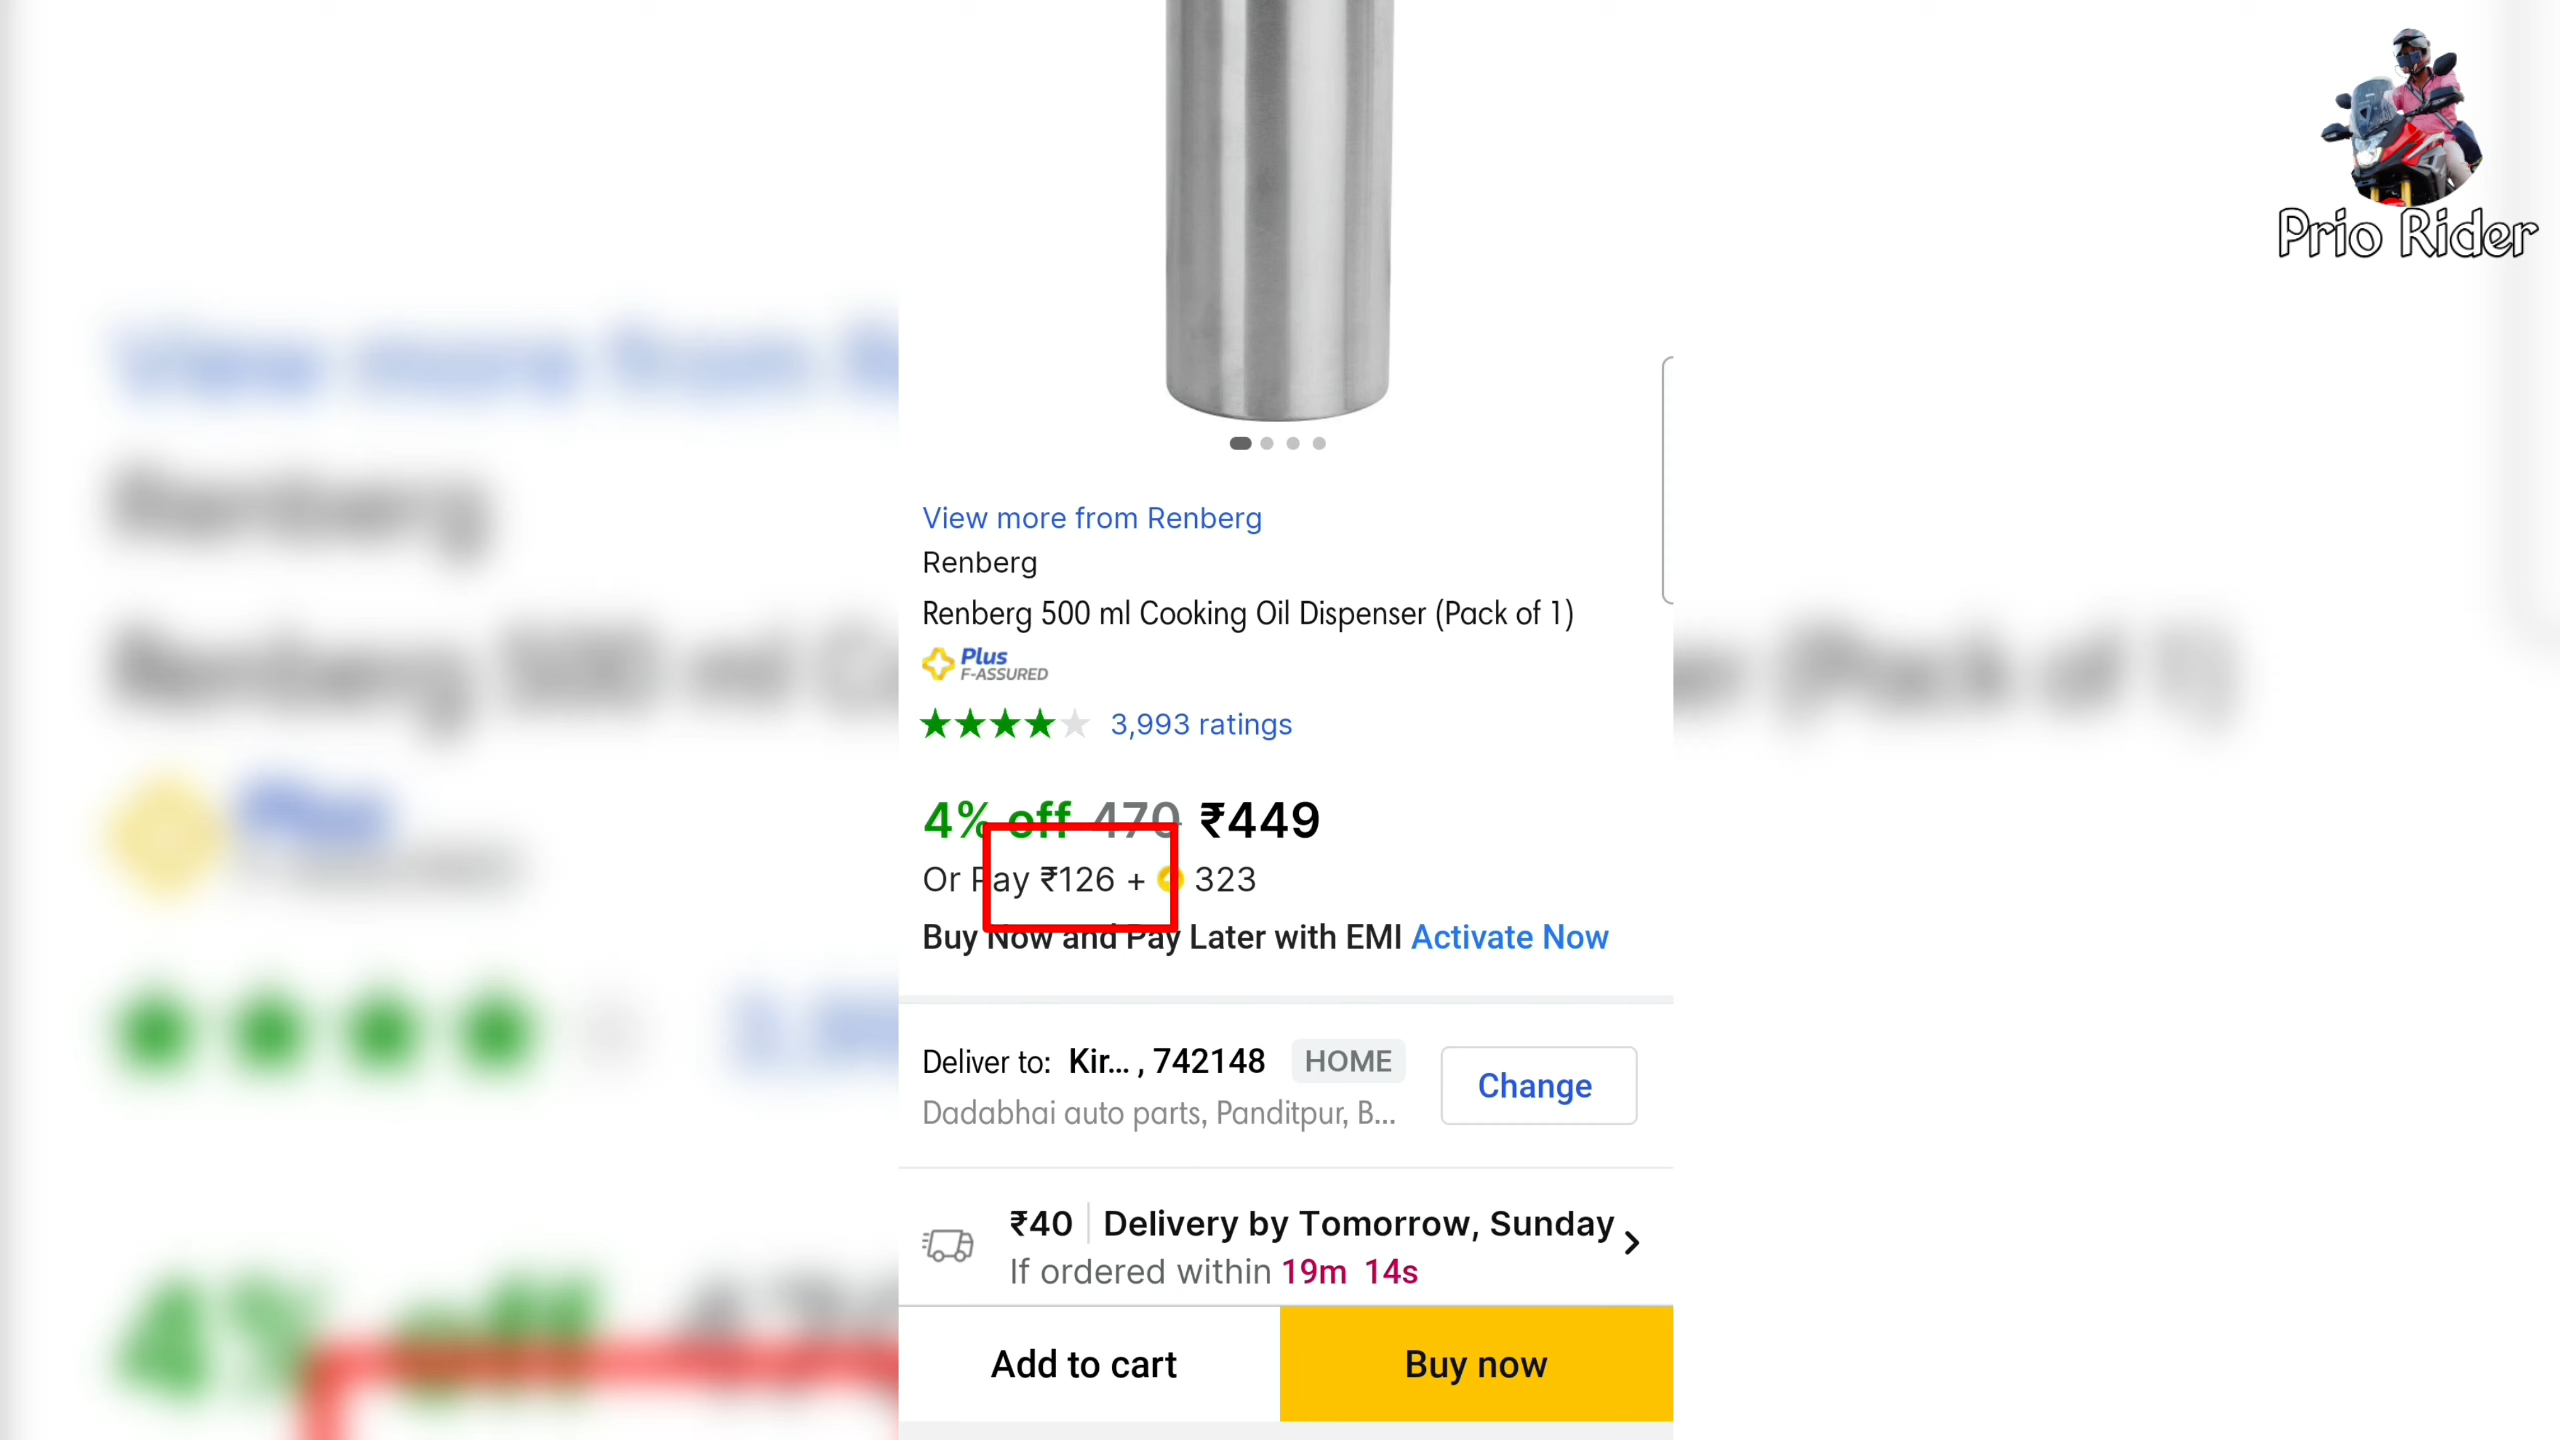 Prio Rider
View more from Renberg
Renberg
Renberg 500 ml Cooking Oil Dispenser (Pack of 1)
Plus
F-ASSURED
3,993 ratings
4% off 470 ₹449
Or Pay ₹126 + 323
Buy Now and Pay Later with EMI Activate Now
Deliver to: Kir... , 742148 HOME
Change
Dadabhai auto parts, Panditpur, B...
₹40 Delivery by Tomorrow, Sunday
If ordered within 19m 14s
Add to cart
Buy now